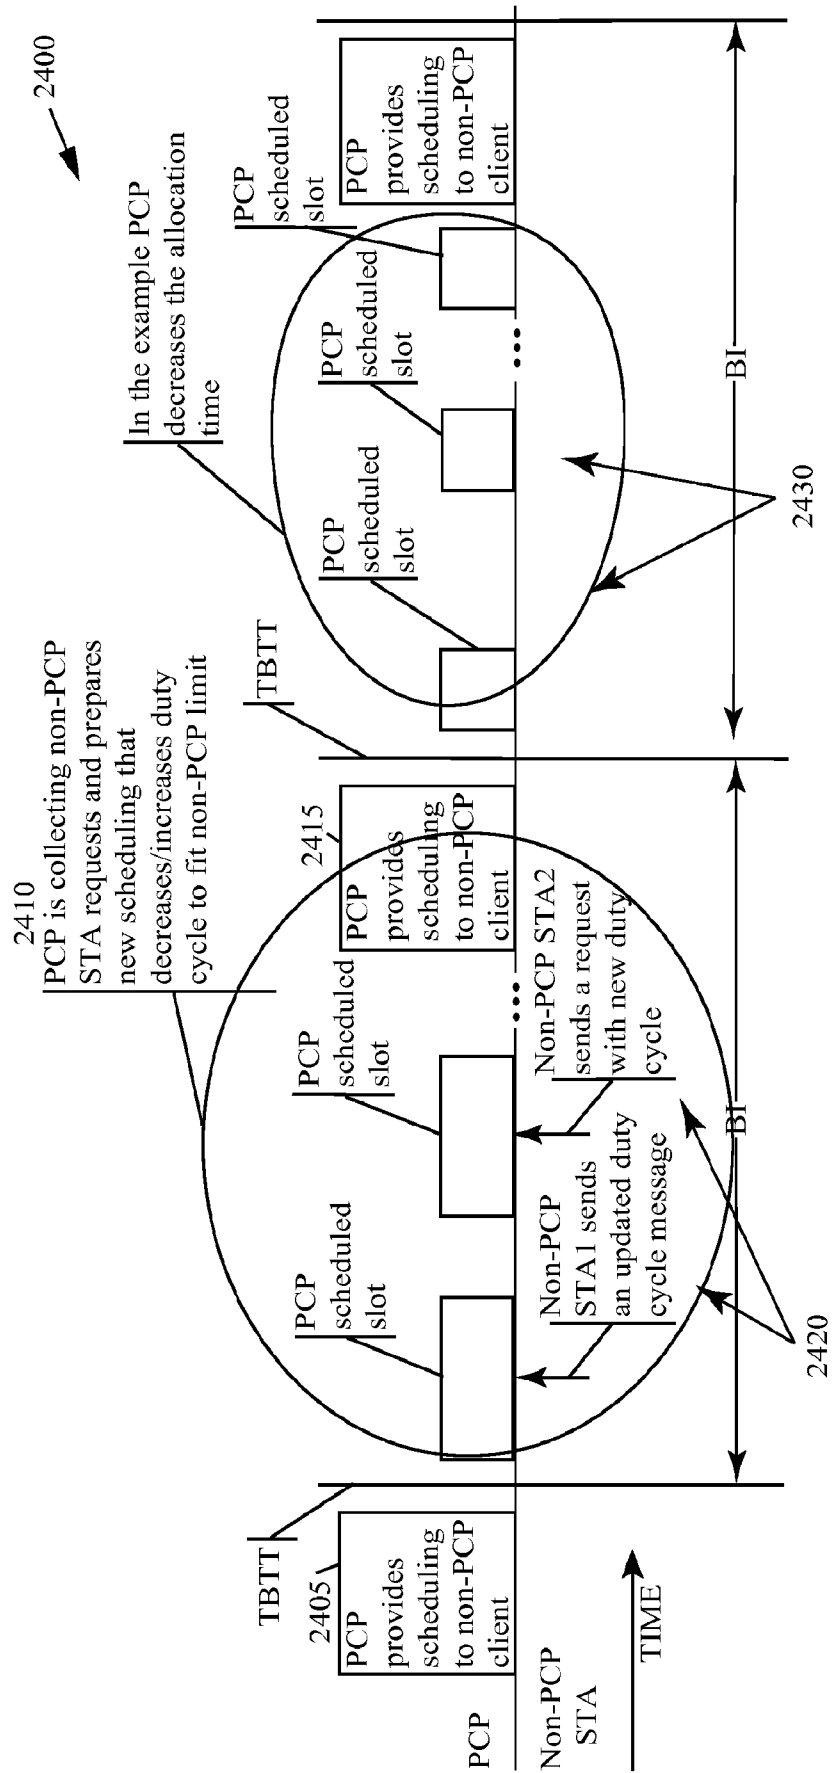 2400
2410
PCP is collecting non-PCP
STA requests and prepares
new scheduling that
decreases/increases duty
cycle to fit non-PCP limit
In the example PCP
decreases the allocation
time
TBTT
2405
PCP
provides
scheduling
to non-PCP
client
PCP
scheduled
slot
PCP
scheduled
slot
2415
PCP
provides
scheduling
to non-PCP
client
TBTT
PCP
scheduled
slot
PCP
scheduled
slot
PCP
scheduled
slot
PCP
provides
scheduling
to non-PCP
client
...
...
PCP
Non-PCP
STA
Non-PCP
STA1 sends
an updated duty
cycle message
Non-PCP STA2
sends a request
with new duty
cycle
TIME
BI
BI
2420
2430